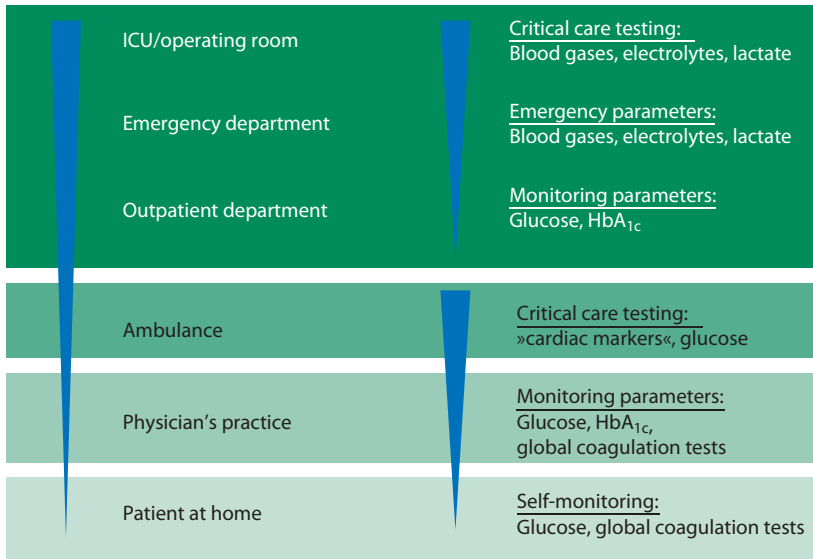 ICU/operating room
Critical care testing:
Blood gases, electrolytes, lactate
Emergency department
Emergency parameters:
Blood gases, electrolytes, lactate
Outpatient department
Monitoring parameters:
Glucose, HbA1c
Ambulance
Critical care testing:
»cardiac markers«, glucose
Physician’s practice
Monitoring parameters:
Glucose, HbA1c,
global coagulation tests
Patient at home
Self-monitoring:
Glucose, global coagulation tests